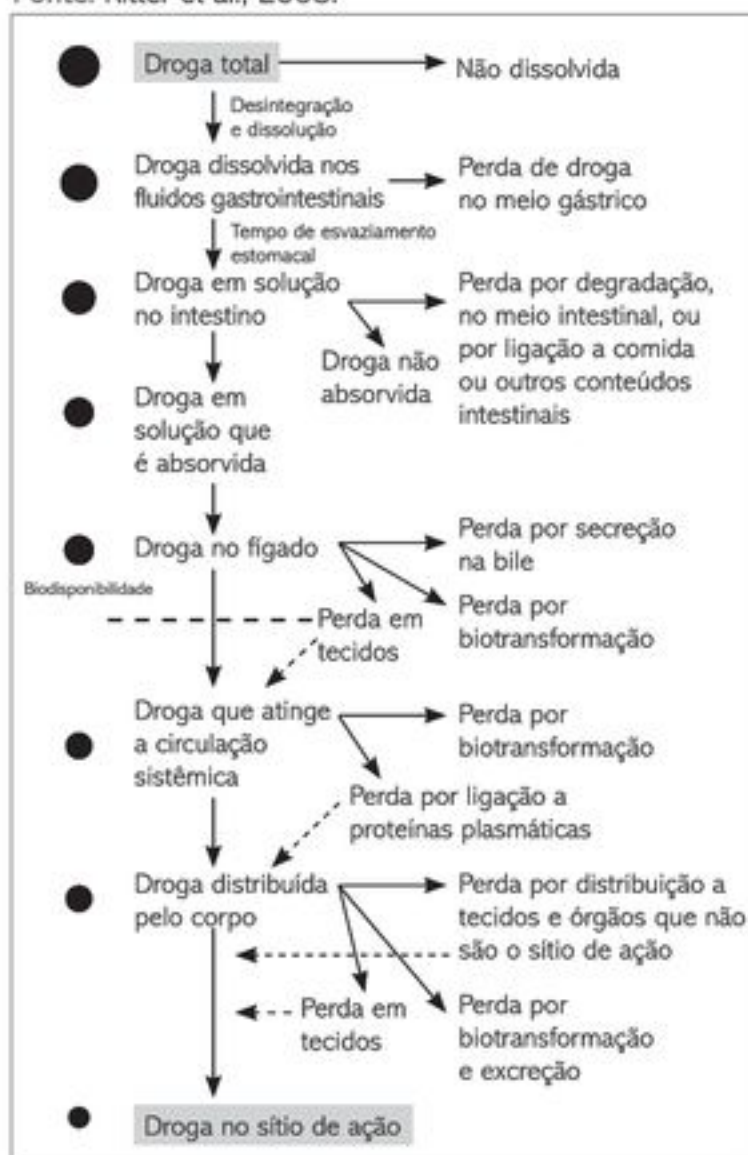 Fonte: Ritter et all, 2008.
Droga total
Não dissolvida
Desintegração
e dissolução
Droga dissolvida nos
fluidos gastrointestinais
Perda de droga
no meio gástrico
Tempo de esvaziamento
estomacal
Droga em solução
no intestino
Perda por degradação,
no meio intestinal, ou
por ligação a comida
ou outros conteúdos
intestinais
Droga não
absorvida
Droga em
solução que
é absorvida
Droga no fígado
Perda por secreção
na bile
Biodisponibilidade
Perda por
biotransformação
Perda em
tecidos
Droga que atinge
a circulação
sistêmica
Perda por
biotransformação
Perda por ligação a
proteínas plasmáticas
Droga distribuída
pelo corpo
Perda por distribuição a
tecidos e órgãos que não
são o sítio de ação
Perda em
tecidos
Perda por
biotransformação
e excreção
Droga no sítio de ação